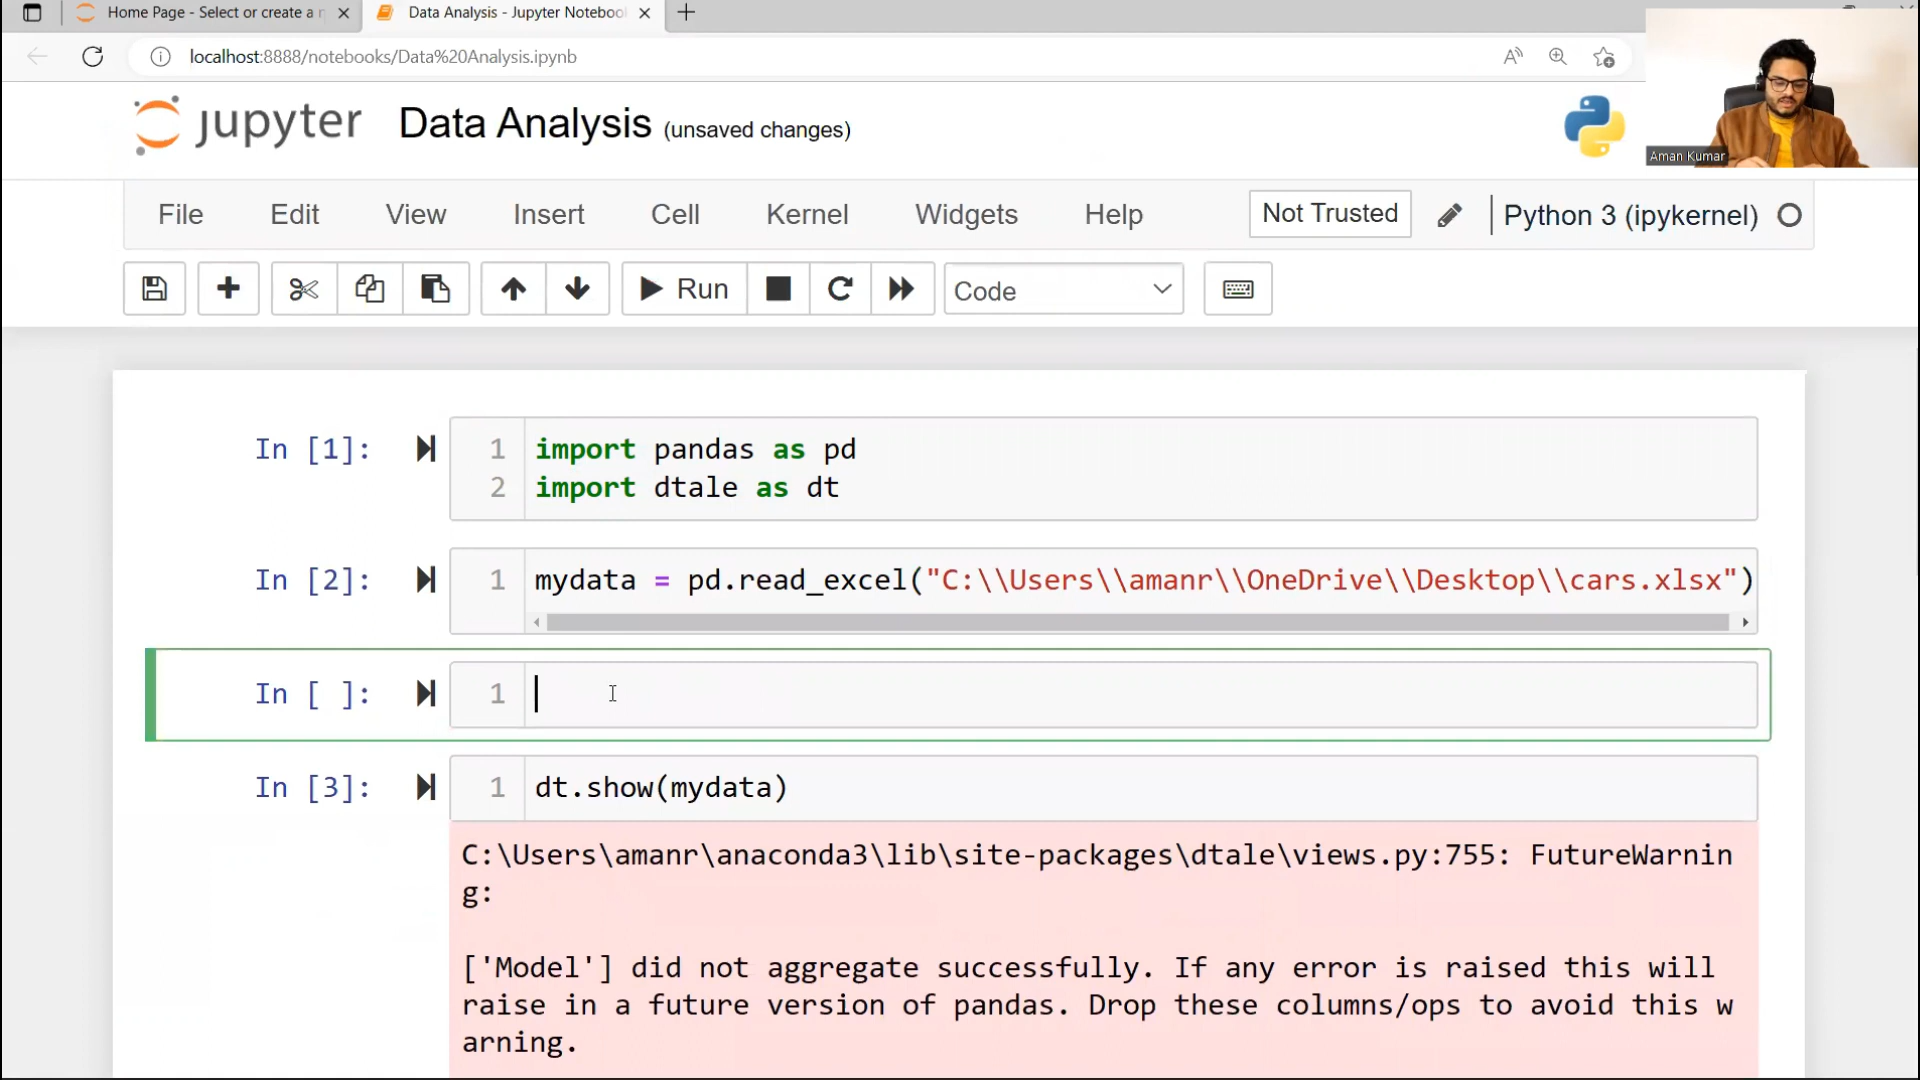 Home Page - Select or create a n
Data Analysis - Jupyter Noteboo
localhost:8888/notebooks/Data%20Analysis.ipynb
Aman Kumar
jupyter Data Analysis (unsaved changes)
File Edit View Insert Cell Kernel Widgets Help Not Trusted Python 3 (ipykernel)
Run Code
In [1]: 1 import pandas as pd
2 import dtale as dt
In [2]: 1 mydata = pd.read_excel("C:\\Users\\amanr\\OneDrive\\Desktop\\cars.xlsx")
In [ ]: 1
In [3]: 1 dt.show(mydata)
C:\Users\amanr\anaconda3\lib\site-packages\dtale\views.py:755: FutureWarnin
g:
['Model'] did not aggregate successfully. If any error is raised this will
raise in a future version of pandas. Drop these columns/ops to avoid this w
arning.